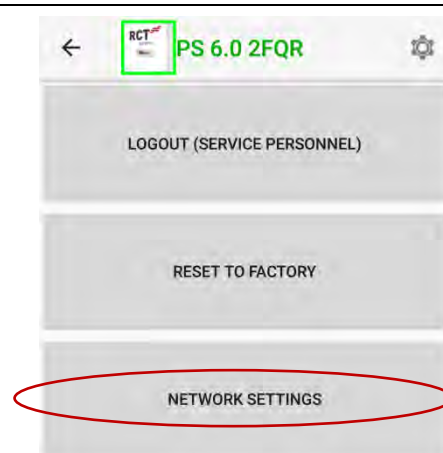 RCT
PS 6.0 2FQR
LOGOUT (SERVICE PERSONNEL)
RESET TO FACTORY
NETWORK SETTINGS